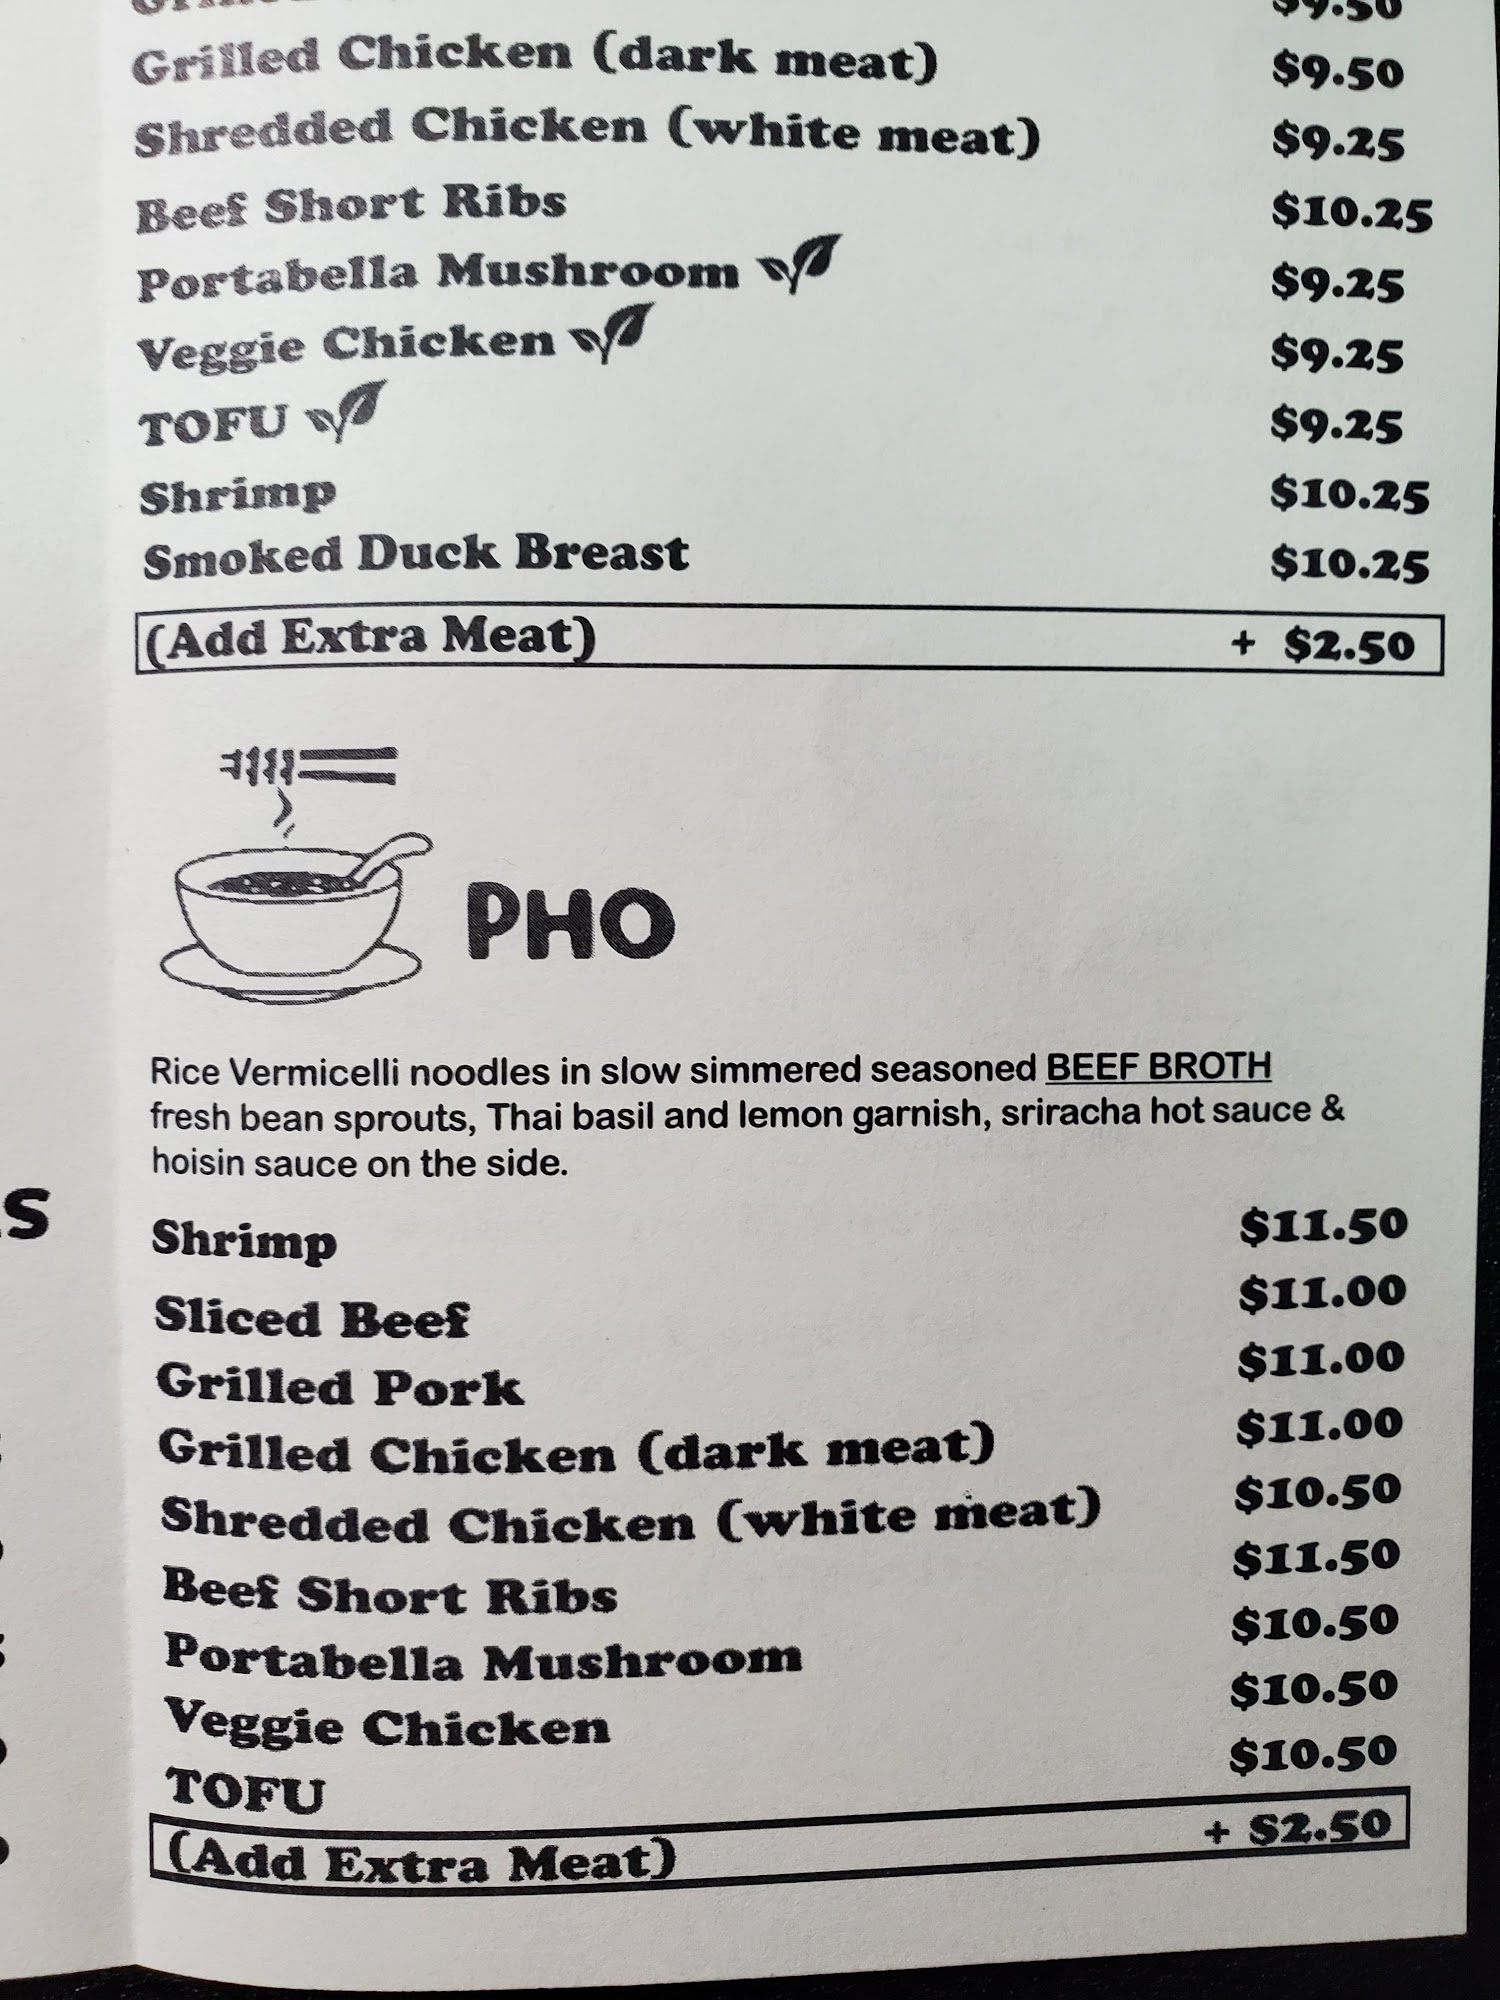 $9.50
Grilled Chicken (dark meat) $9.50
Shredded Chicken (white meat) $9.25
Beef Short Ribs $10.25
Portabella Mushroom $9.25
Veggie Chicken $9.25
TOFU $9.25
Shrimp $10.25
Smoked Duck Breast $10.25
(Add Extra Meat) + $2.50
PHO
Rice Vermicelli noodles in slow simmered seasoned BEEF BROTH
fresh bean sprouts, Thai basil and lemon garnish, sriracha hot sauce &
hoisin sauce on the side.
Shrimp $11.50
Sliced Beef $11.00
Grilled Pork $11.00
Grilled Chicken (dark meat) $11.00
Shredded Chicken (white meat) $10.50
Beef Short Ribs $11.50
Portabella Mushroom $10.50
Veggie Chicken $10.50
TOFU $10.50
(Add Extra Meat) + $2.50